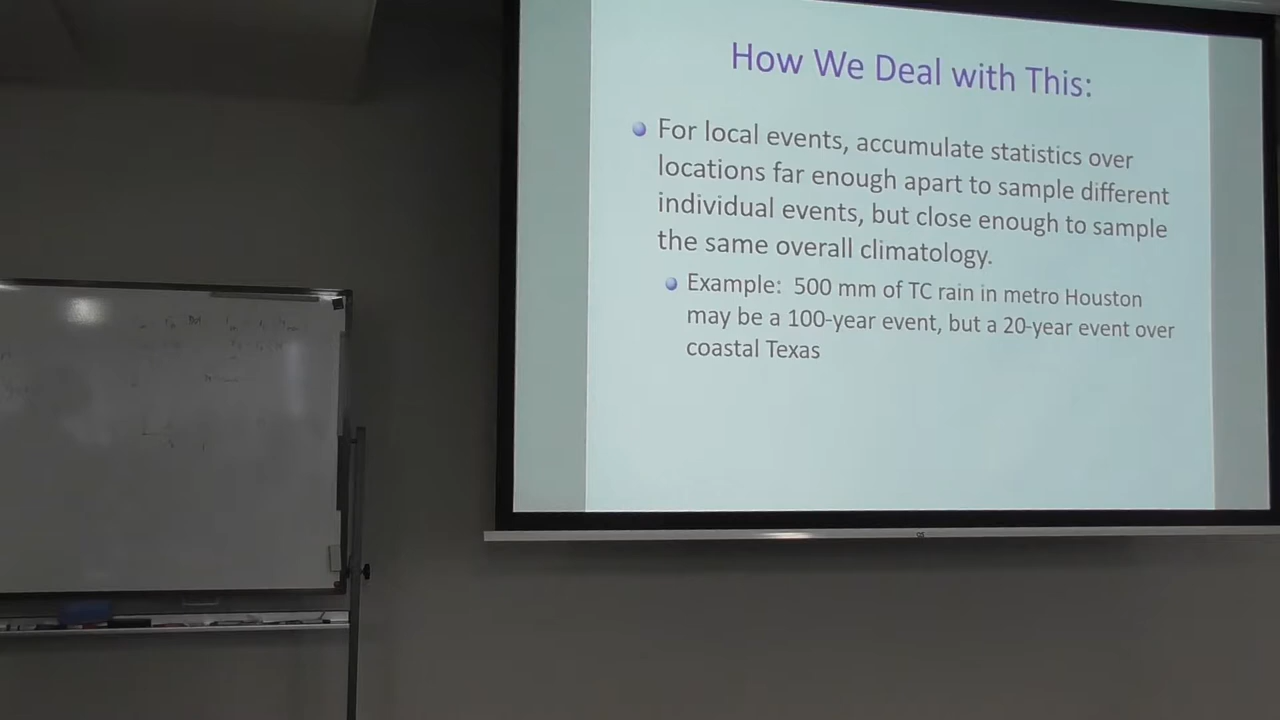 How We Deal with This:
For local events, accumulate statistics over
locations far enough apart to sample different
individual events, but close enough to sample
the same overall climatology.
Example: 500 mm of TC rain in metro Houston
may be a 100-year event, but a 20-year event over
coastal Texas